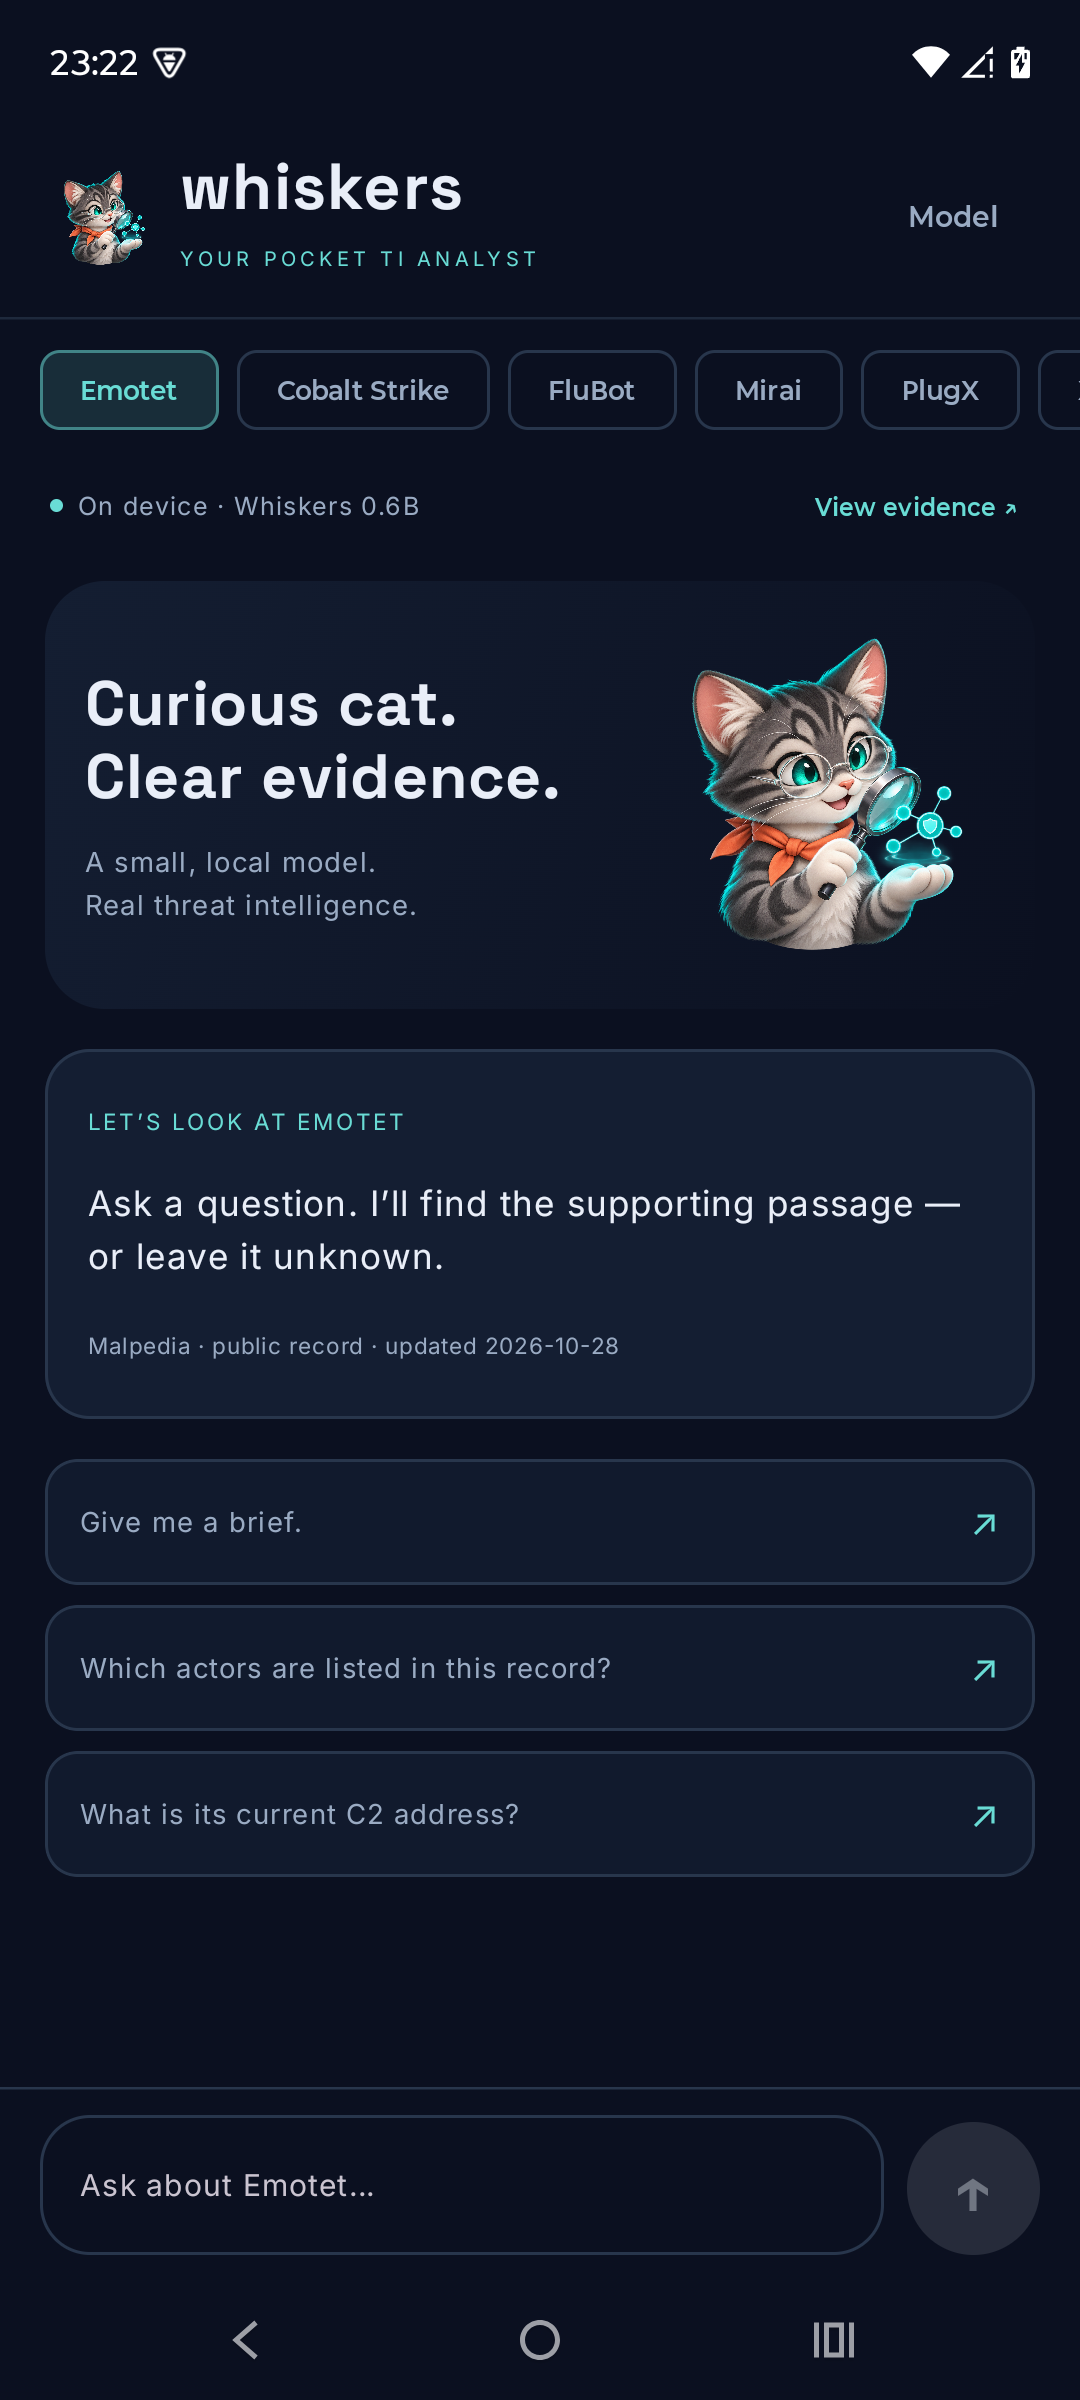 23:22
whiskers
YOUR POCKET TI ANALYST
Model
Emotet
Cobalt Strike
FluBot
Mirai
PlugX
On device · Whiskers 0.6B
View evidence ↗
Curious cat.
Clear evidence.
A small, local model.
Real threat intelligence.
LET’S LOOK AT EMOTET
Ask a question. I’ll find the supporting passage —
or leave it unknown.
Malpedia · public record · updated 2026-10-28
Give me a brief.
Which actors are listed in this record?
What is its current C2 address?
Ask about Emotet...